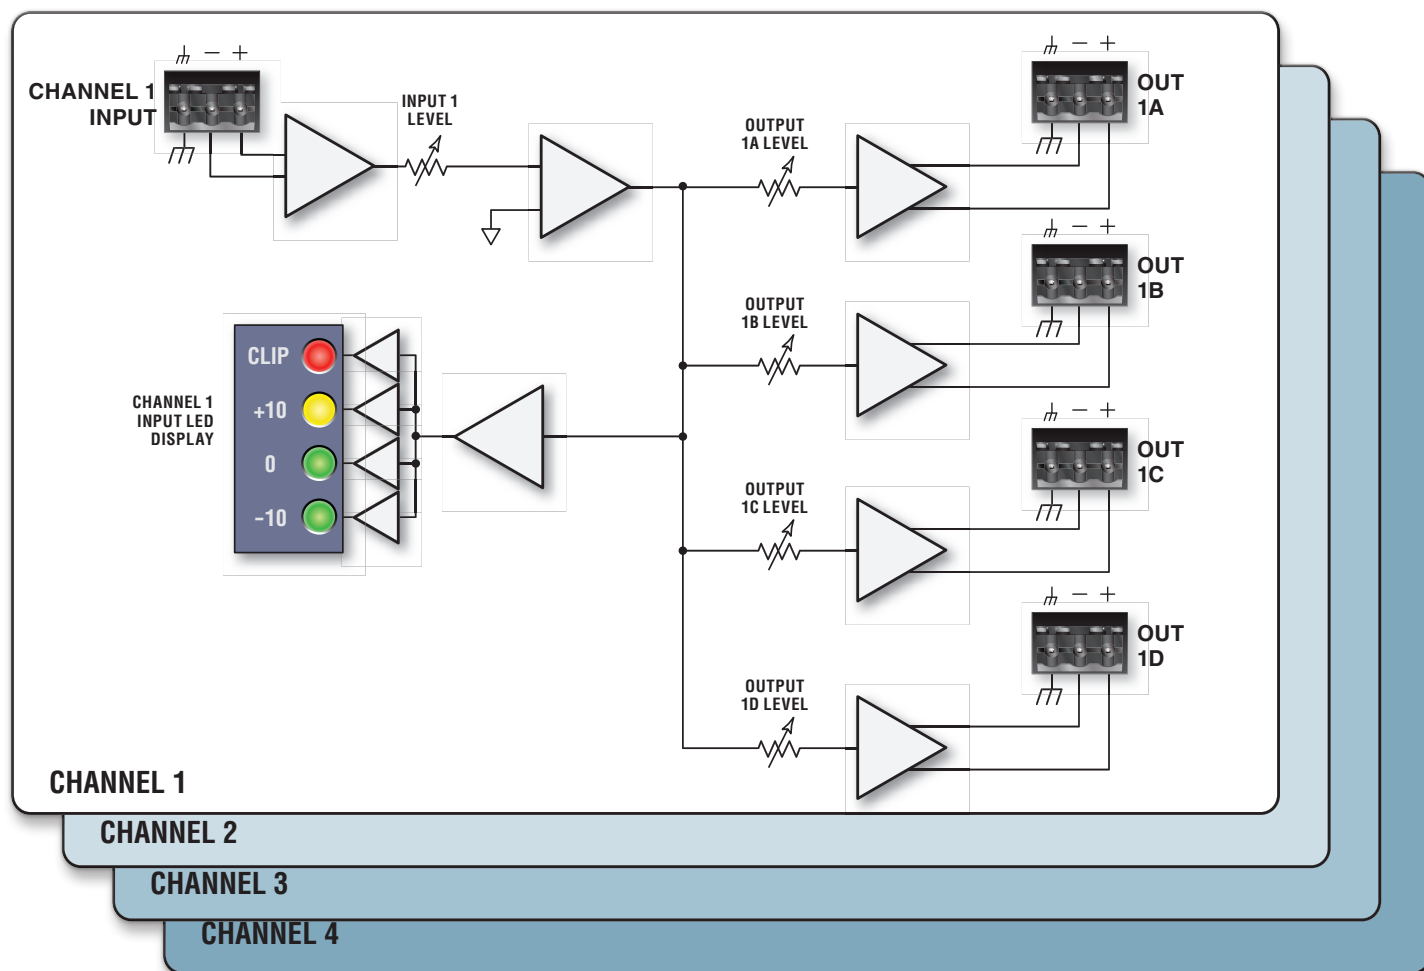 − +
CHANNEL 1
INPUT
INPUT 1
LEVEL
OUTPUT
1A LEVEL
− +
OUT
1A
OUTPUT
1B LEVEL
− +
OUT
1B
CHANNEL 1
INPUT LED
DISPLAY
CLIP
+10
0
−10
OUTPUT
1C LEVEL
− +
OUT
1C
OUTPUT
1D LEVEL
− +
OUT
1D
CHANNEL 1
CHANNEL 2
CHANNEL 3
CHANNEL 4